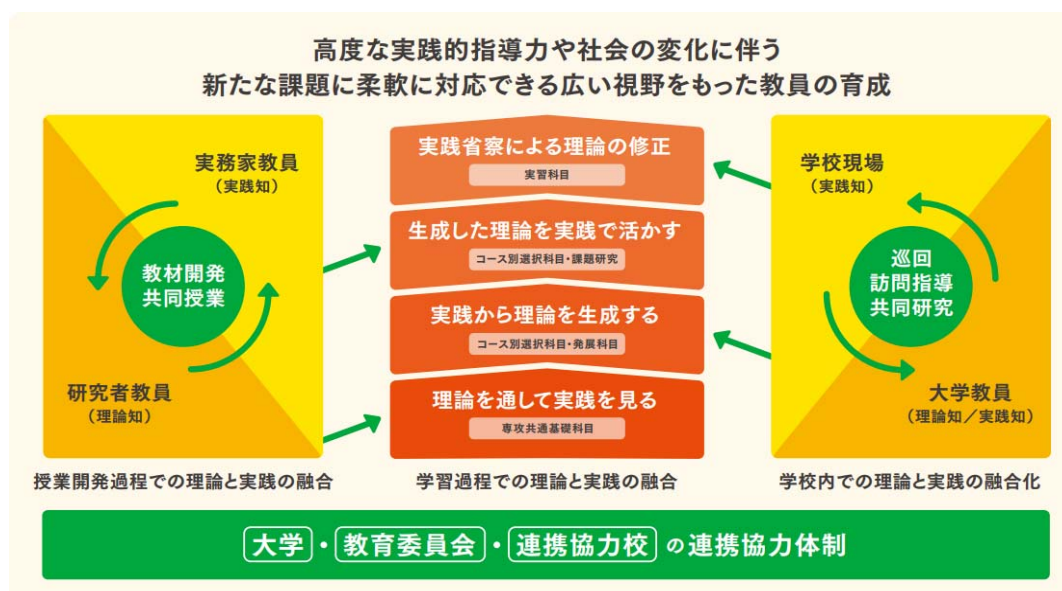 高度な実践的指導力や社会の変化に伴う
新たな課題に柔軟に対応できる広い視野をもった教員の育成
実務家教員
（実践知）
教材開発
共同授業
研究者教員
（理論知）
授業開発過程での理論と実践の融合
実践省察による理論の修正
実習科目
生成した理論を実践で活かす
コース別選択科目・課題研究
実践から理論を生成する
コース別選択科目・発展科目
理論を通して実践を見る
専攻共通基礎科目
学習過程での理論と実践の融合
学校現場
（実践知）
巡回
訪問指導
共同研究
大学教員
（理論知／実践知）
学校内での理論と実践の融合化
大学・教育委員会・連携協力校の連携協力体制